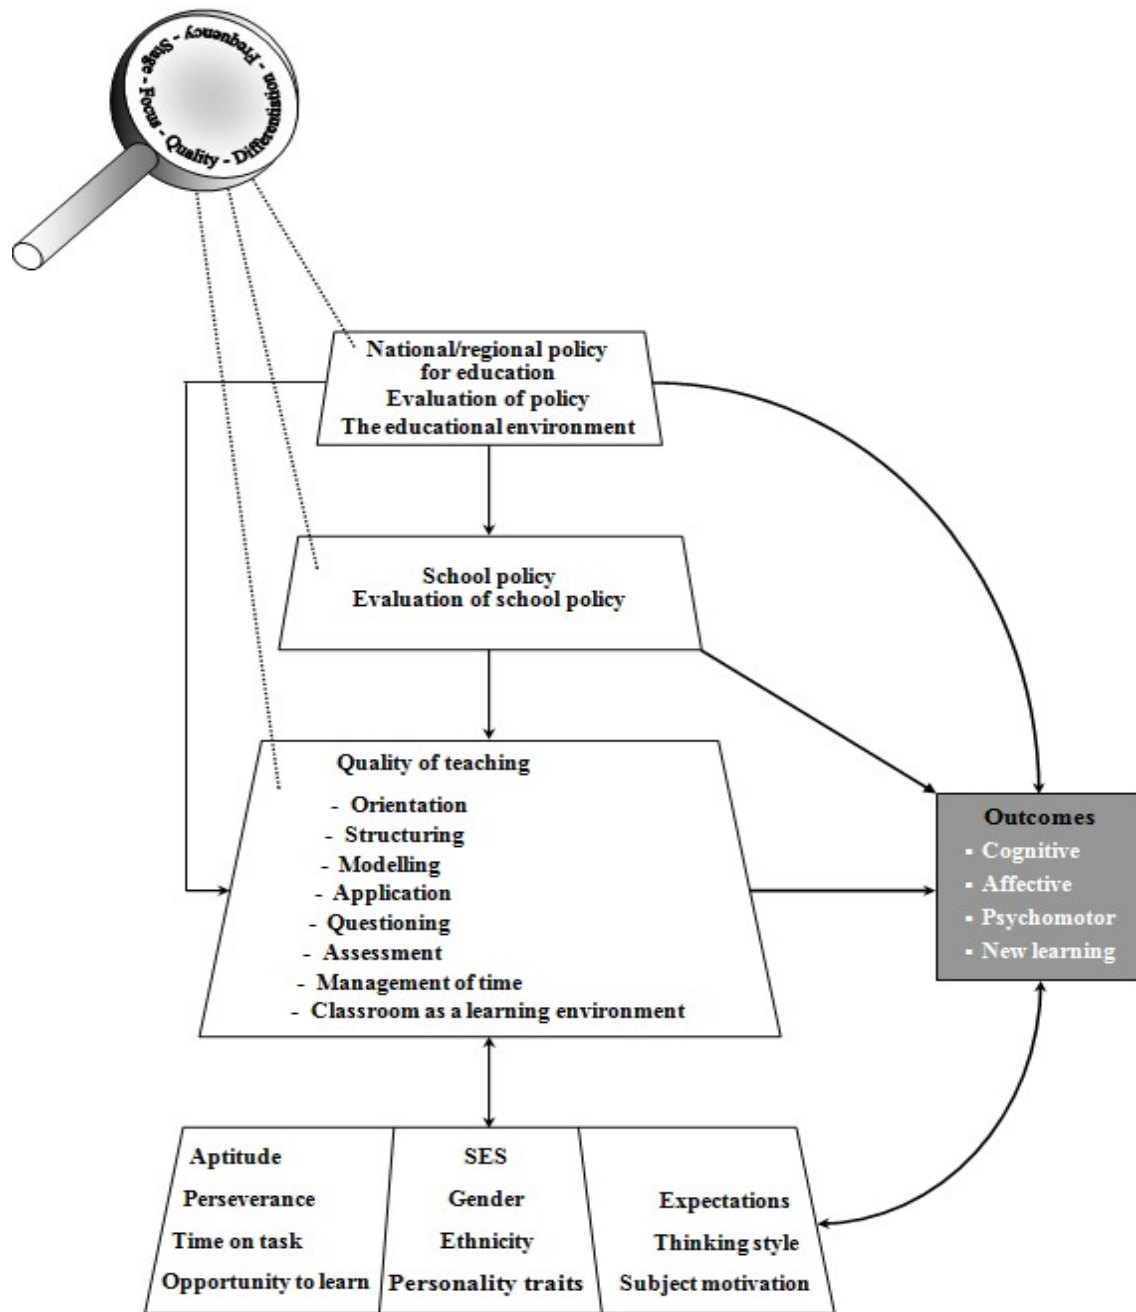 Frequency - Differentiation - Quality - Focus - Stage -
National/regional policy
for education
Evaluation of policy
The educational environment
School policy
Evaluation of school policy
Quality of teaching
- Orientation
- Structuring
- Modelling
- Application
- Questioning
- Assessment
- Management of time
- Classroom as a learning environment
Outcomes
▪ Cognitive
▪ Affective
▪ Psychomotor
▪ New learning
Aptitude
Perseverance
Time on task
Opportunity to learn
SES
Gender
Ethnicity
Personality traits
Expectations
Thinking style
Subject motivation